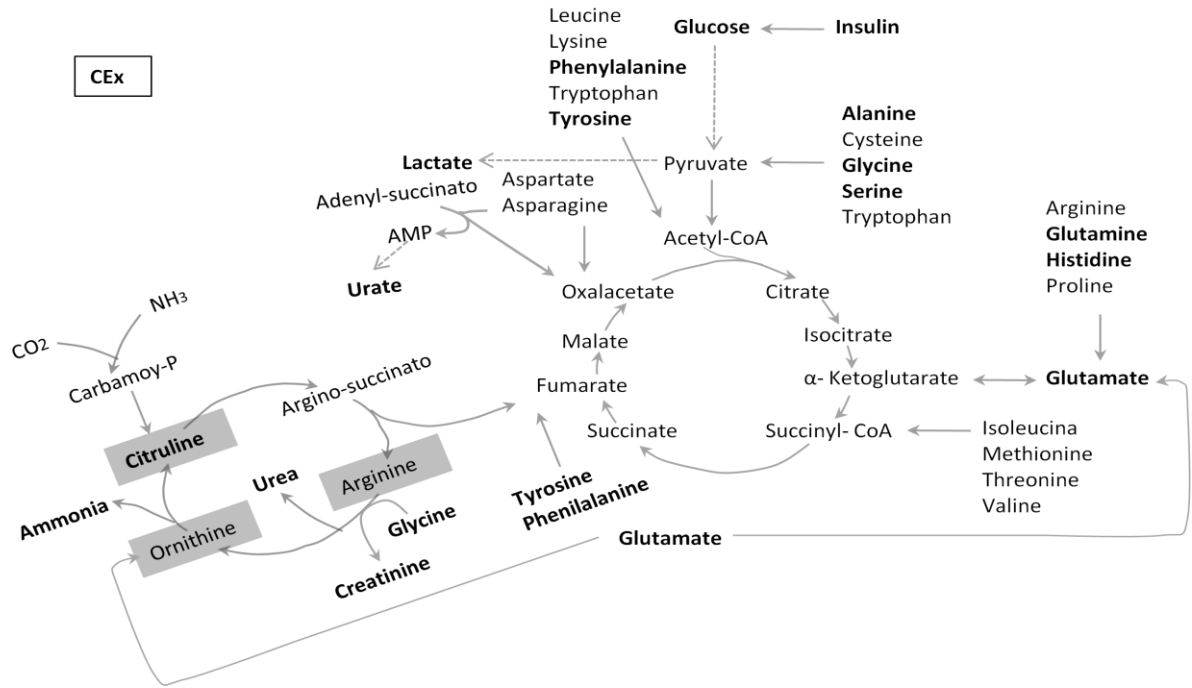 CEx
Leucine
Lysine
Phenylalanine
Tryptophan
Tyrosine
Glucose
Insulin
Alanine
Cysteine
Glycine
Serine
Tryptophan
Lactate
Pyruvate
Adenyl-succinato
Aspartate
Asparagine
AMP
Urate
Acetyl-CoA
Arginine
Glutamine
Histidine
Proline
Oxalacetate
Citrate
NH3
CO2
Carbamoy-P
Malate
Isocitrate
Argino-succinato
Fumarate
α- Ketoglutarate
Glutamate
Succinate
Succinyl- CoA
Isoleucina
Methionine
Threonine
Valine
Citruline
Urea
Arginine
Tyrosine
Phenilalanine
Ammonia
Ornithine
Glycine
Creatinine
Glutamate